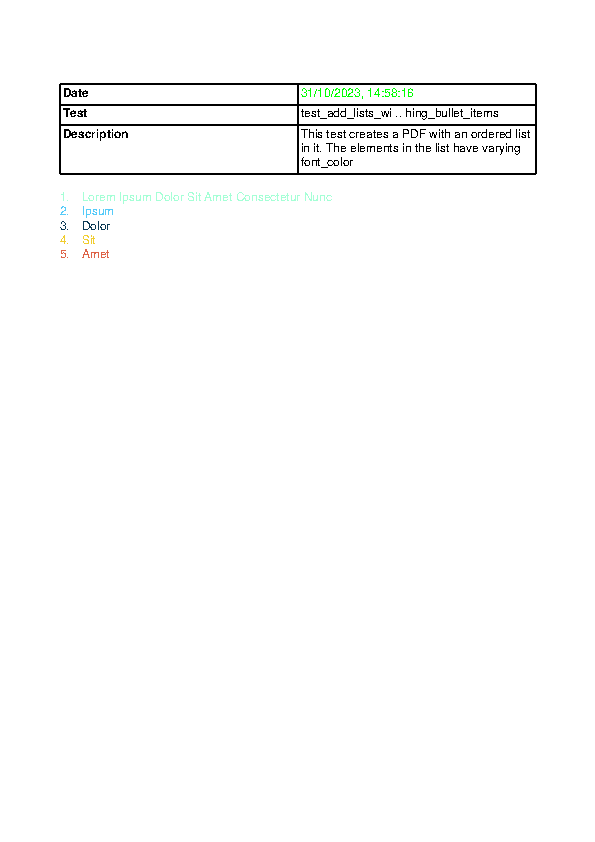 Date 31/10/2023, 14:58:18
Test test_add_lists_wi .. hing_bullet_items
Description This test creates a PDF with an ordered list
in it. The elements in the list have varying
font_color
1. Lorem Ipsum Dolor Sit Amet Consectetur Nunc
2. Ipsum
3. Dolor
4. Sit
5. Amet